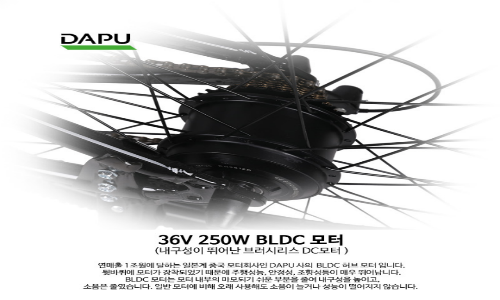 DAPU
36V 250W BLDC 모터
(내구성이 뛰어난 브러시리스 DC모터 )
연매출 1조원에 달하는 일본계 중국 모터회사인 DAPU 사의 BLDC 허브 모터 입니다.
뒷바퀴에 모터가 장착되었기 때문에 주행성능, 안정성, 조향성능이 매우 뛰어납니다.
BLDC 모터는 모터 내부의 마모되기 쉬운 부분을 줄여 내구성을 높이고,
소음은 줄였습니다. 일반 모터에 비해 오래 사용해도 소음이 늘거나 성능이 떨어지지 않습니다.